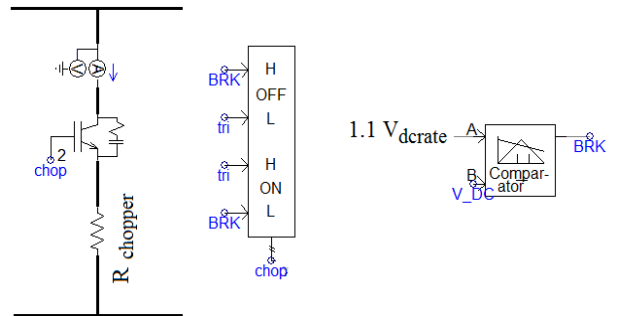 V
A
2
chop
R chopper
BRK
H
OFF
tri
L
tri
H
ON
BRK
L
chop
1.1 Vdcrate
A
B
Compar-
ator
V_DC
BRK